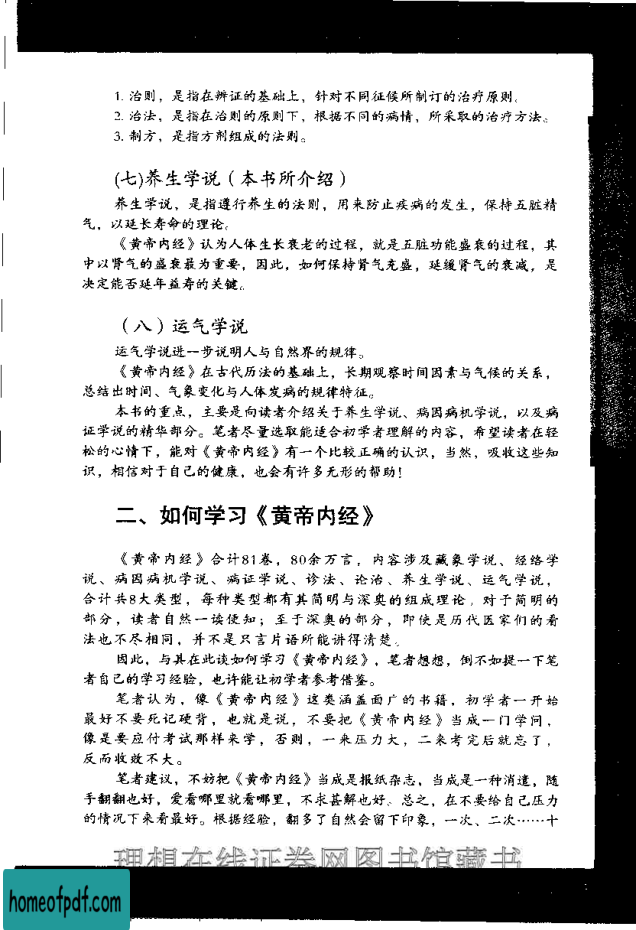 1. 治则，是指在辨证的基础上，针对不同征候所制订的治疗原则。
2. 治法，是指在治则的原则下，根据不同的病情，所采取的治疗方法。
3. 制方，是指方剂组成的法则。
(七)养生学说（本书所介绍）
养生学说，是指遵行养生的法则，用来防止疾病的发生，保持五脏精
气，以延长寿命的理论。
《黄帝内经》认为人体生长衰老的过程，就是五脏功能盛衰的过程，其
中以肾气的盛衰最为重要，因此，如何保持肾气充盛，延缓肾气的衰减，是
决定能否延年益寿的关键。
（八）运气学说
运气学说进一步说明人与自然界的规律。
《黄帝内经》在古代历法的基础上，长期观察时间因素与气候的关系，
总结出时间、气象变化与人体发病的规律特征。
本书的重点，主要是向读者介绍关于养生学说、病因病机学说，以及病
证学说的精华部分。笔者尽量选取能适合初学者理解的内容，希望读者在轻
松的心情下，能对《黄帝内经》有一个比较正确的认识，当然，吸收这些知
识，相信对于自己的健康，也会有许多无形的帮助！
二、如何学习《黄帝内经》
《黄帝内经》合计81卷，80余万言，内容涉及藏象学说、经络学
说、病因病机学说、病证学说、诊法、论治、养生学说、运气学说，
合计共8大类型，每种类型都有其简明与深奥的组成理论。对于简明的
部分，读者自然一读便知；至于深奥的部分，即使是历代医家们的看
法也不尽相同，并不是只言片语所能讲得清楚。
因此，与其在此谈如何学习《黄帝内经》，笔者想想，倒不如提一下笔
者自己的学习经验，也许能让初学者参考借鉴。
笔者认为，像《黄帝内经》这类涵盖面广的书籍，初学者一开始
最好不要死记硬背，也就是说，不要把《黄帝内经》当成一门学问，
像是要应付考试那样来学，否则，一来压力大，二来考完后就忘了，
反而收效不大。
笔者建议，不妨把《黄帝内经》当成是报纸杂志，当成是一种消遣，随
手翻翻也好，爱看哪里就看哪里，不求甚解也好。总之，在不要给自己压力
的情况下来看最好。根据经验，翻多了自然会留下印象，一次、二次……十
理想在线证券网图书馆藏书
homeofpdf.com